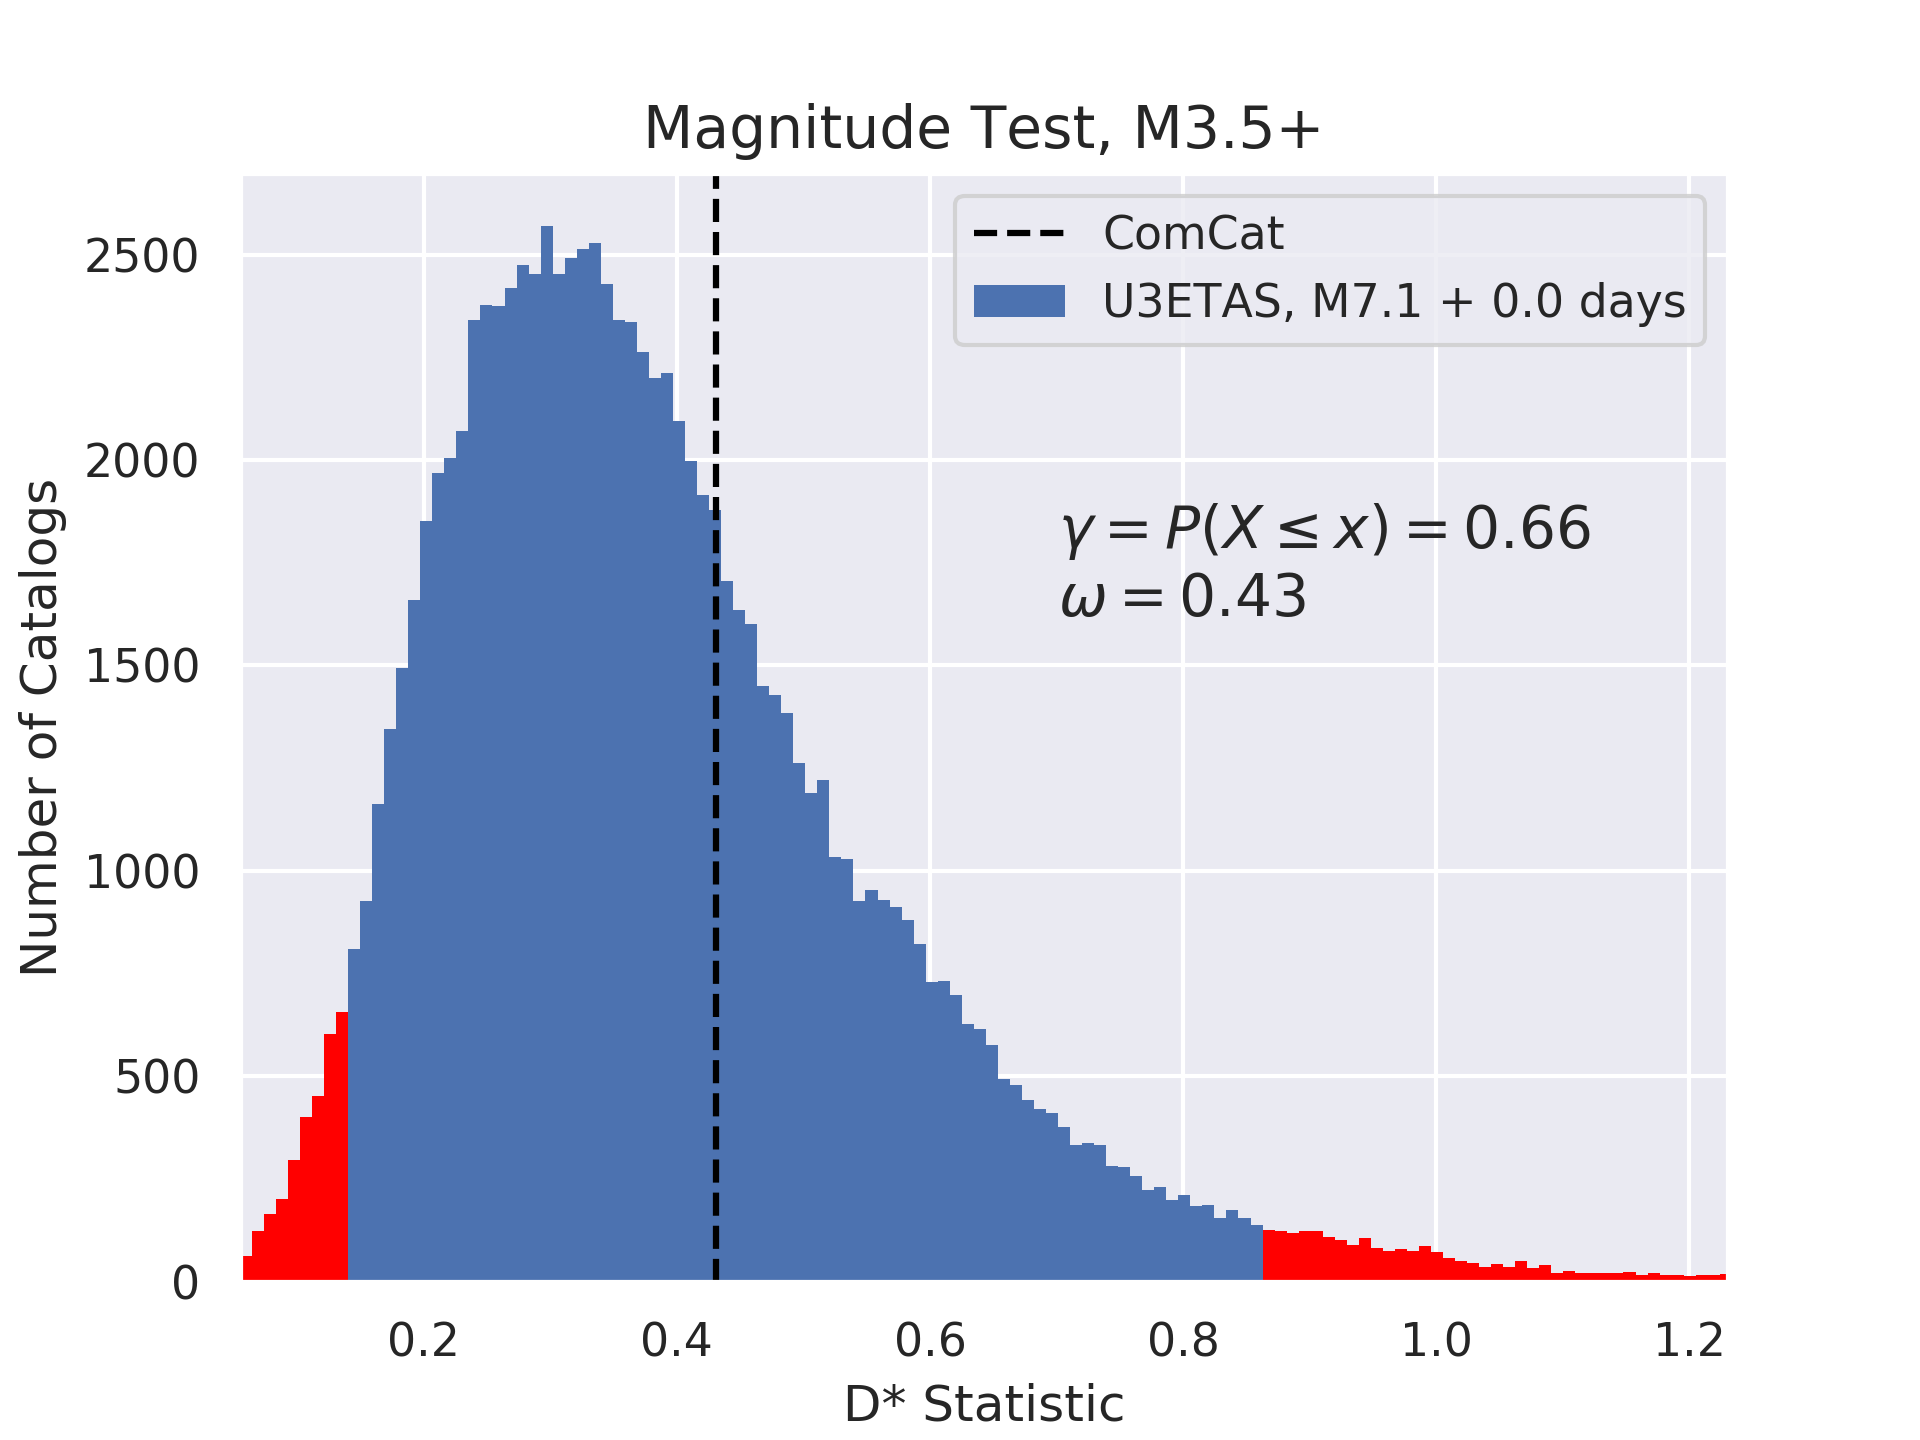 Magnitude Test, M3.5+
ComCat
U3ETAS, M7.1 + 0.0 days
γ = P(X ≤ x) = 0.66
ω = 0.43
Number of Catalogs
2500
2000
1500
1000
500
0
0.2 0.4 0.6 0.8 1.0 1.2
D* Statistic